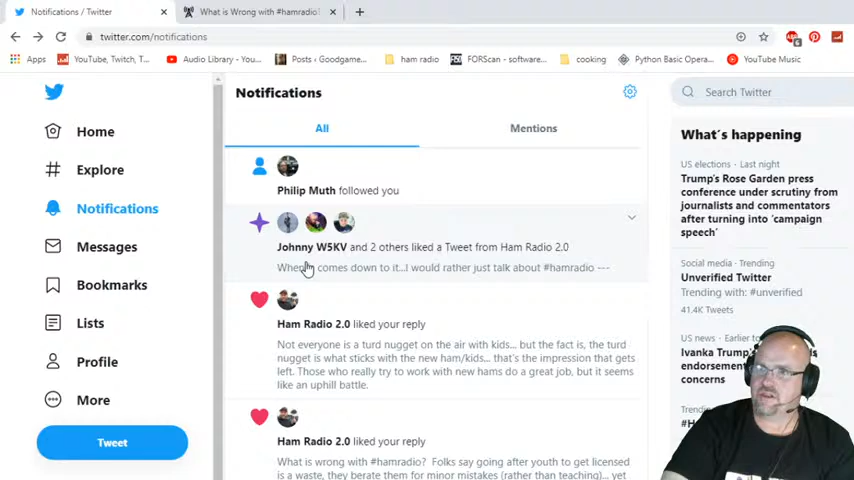 Notifications / Twitter
What is Wrong with #hamradio?
twitter.com/notifications
YouTube, Twitch, T...
Audio Library - You...
Posts ‹ Goodgame...
ham radio
FORScan - software...
cooking
Python Basic Opera...
YouTube Music
Home
Explore
Notifications
Messages
Bookmarks
Lists
Profile
More
Tweet
Notifications
All
Mentions
Philip Muth followed you
Johnny W5KV and 2 others liked a Tweet from Ham Radio 2.0
When comes down to it...I would rather just talk about #hamradio ---
Ham Radio 2.0 liked your reply
Not everyone is a turd nugget on the air with kids... but the fact is, the turd
nugget is what sticks with the new ham/kids... that's the impression that gets
left. Those who really try to work with new hams do a great job, but it seems
like an uphill battle.
Ham Radio 2.0 liked your reply
What is wrong with #hamradio? Folks say going after youth to get licensed
is a waste, they berate them for minor mistakes (rather than teaching)... yet
Search Twitter
What's happening
US elections · Last night
Trump's Rose Garden press
conference under scrutiny from
journalists and commentators
after turning into 'campaign
speech'
Social media · Trending
Unverified Twitter
Trending with: #unverified
41.4K Tweets
US news · Earlier to
Ivanka Trump's
endorsemen
concerns
Trending